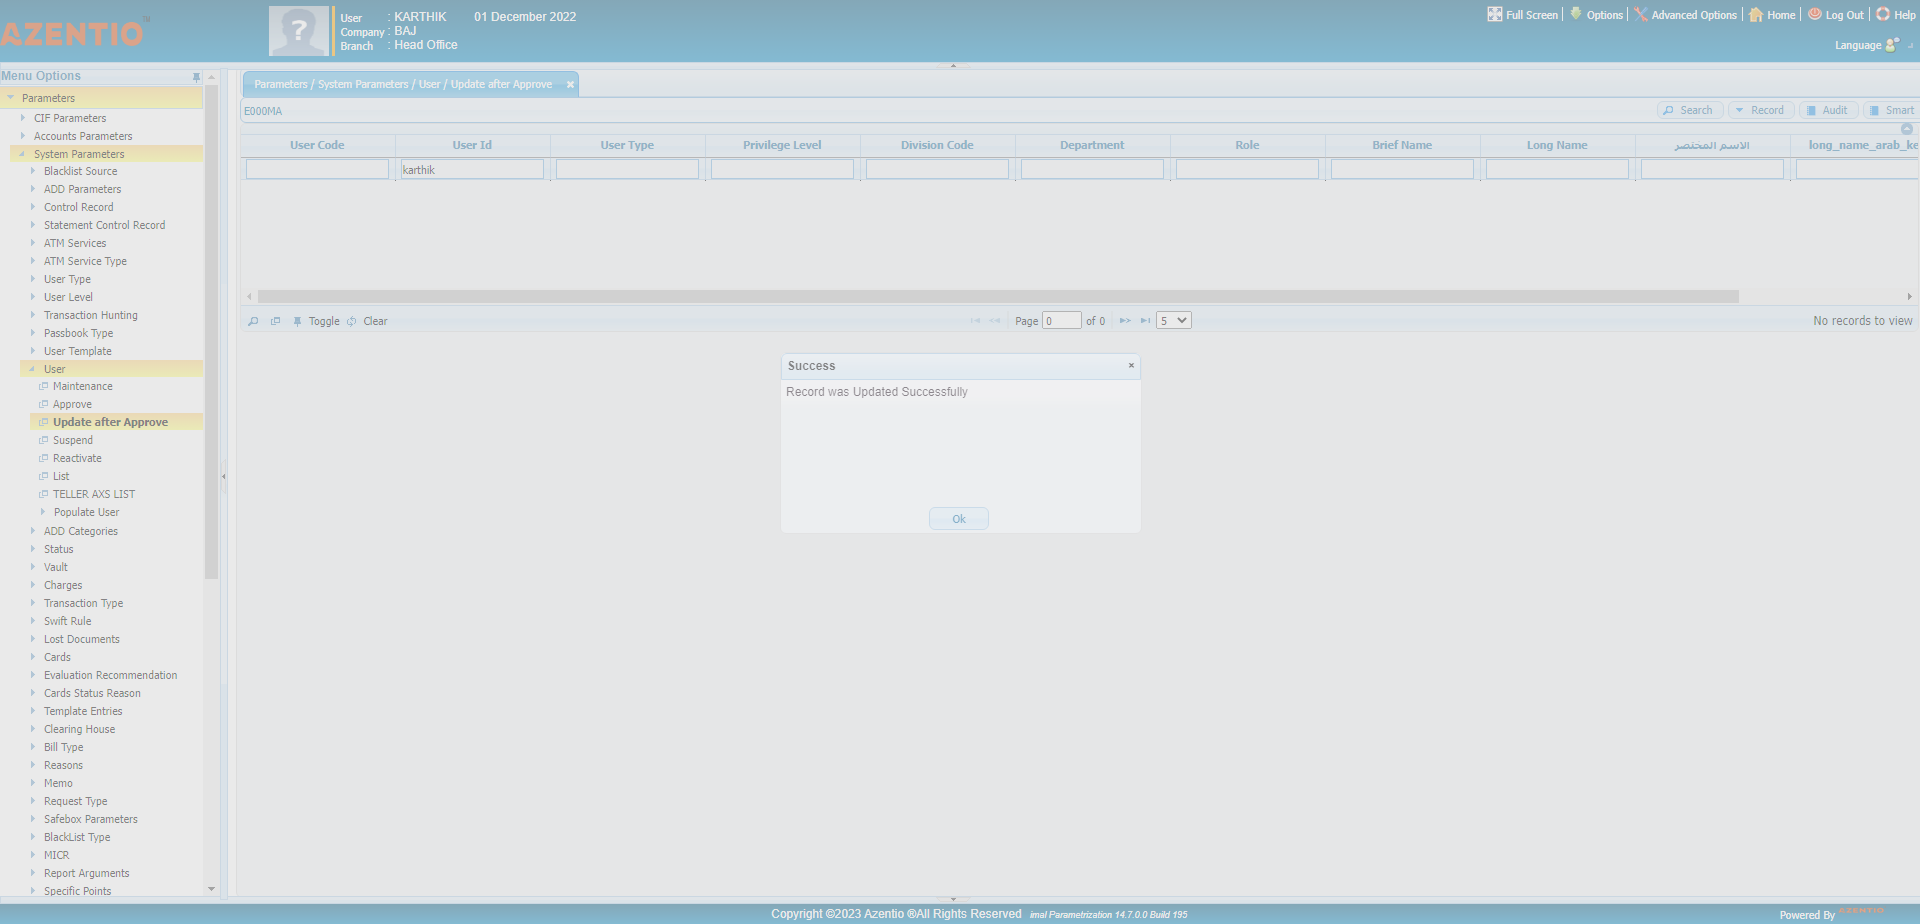 AZENTIO TM
User : KARTHIK 01 December 2022
Company : BAJ
Branch : Head Office
Full Screen Options Advanced Options Home Log Out Help
Language
Menu Options
Parameters
CIF Parameters
Accounts Parameters
System Parameters
Blacklist Source
ADD Parameters
Control Record
Statement Control Record
ATM Services
ATM Service Type
User Type
User Level
Transaction Hunting
Passbook Type
User Template
User
Maintenance
Approve
Update after Approve
Suspend
Reactivate
List
TELLER AXS LIST
Populate User
ADD Categories
Status
Vault
Charges
Transaction Type
Swift Rule
Lost Documents
Cards
Evaluation Recommendation
Cards Status Reason
Template Entries
Clearing House
Bill Type
Reasons
Memo
Request Type
Safebox Parameters
BlackList Type
MICR
Report Arguments
Specific Points
Parameters / System Parameters / User / Update after Approve ×
E000MA
Search Record Audit Smart
User Code User Id User Type Privilege Level Division Code Department Role Brief Name Long Name الاسم المختصر long_name_arab_ke
karthik
Toggle Clear
Page 0 of 0 5
No records to view
Success ×
Record was Updated Successfully
Ok
Copyright ©2023 Azentio ®All Rights Reserved imal Parametrization 14.7.0.0 Build 195
Powered By AZENTIO